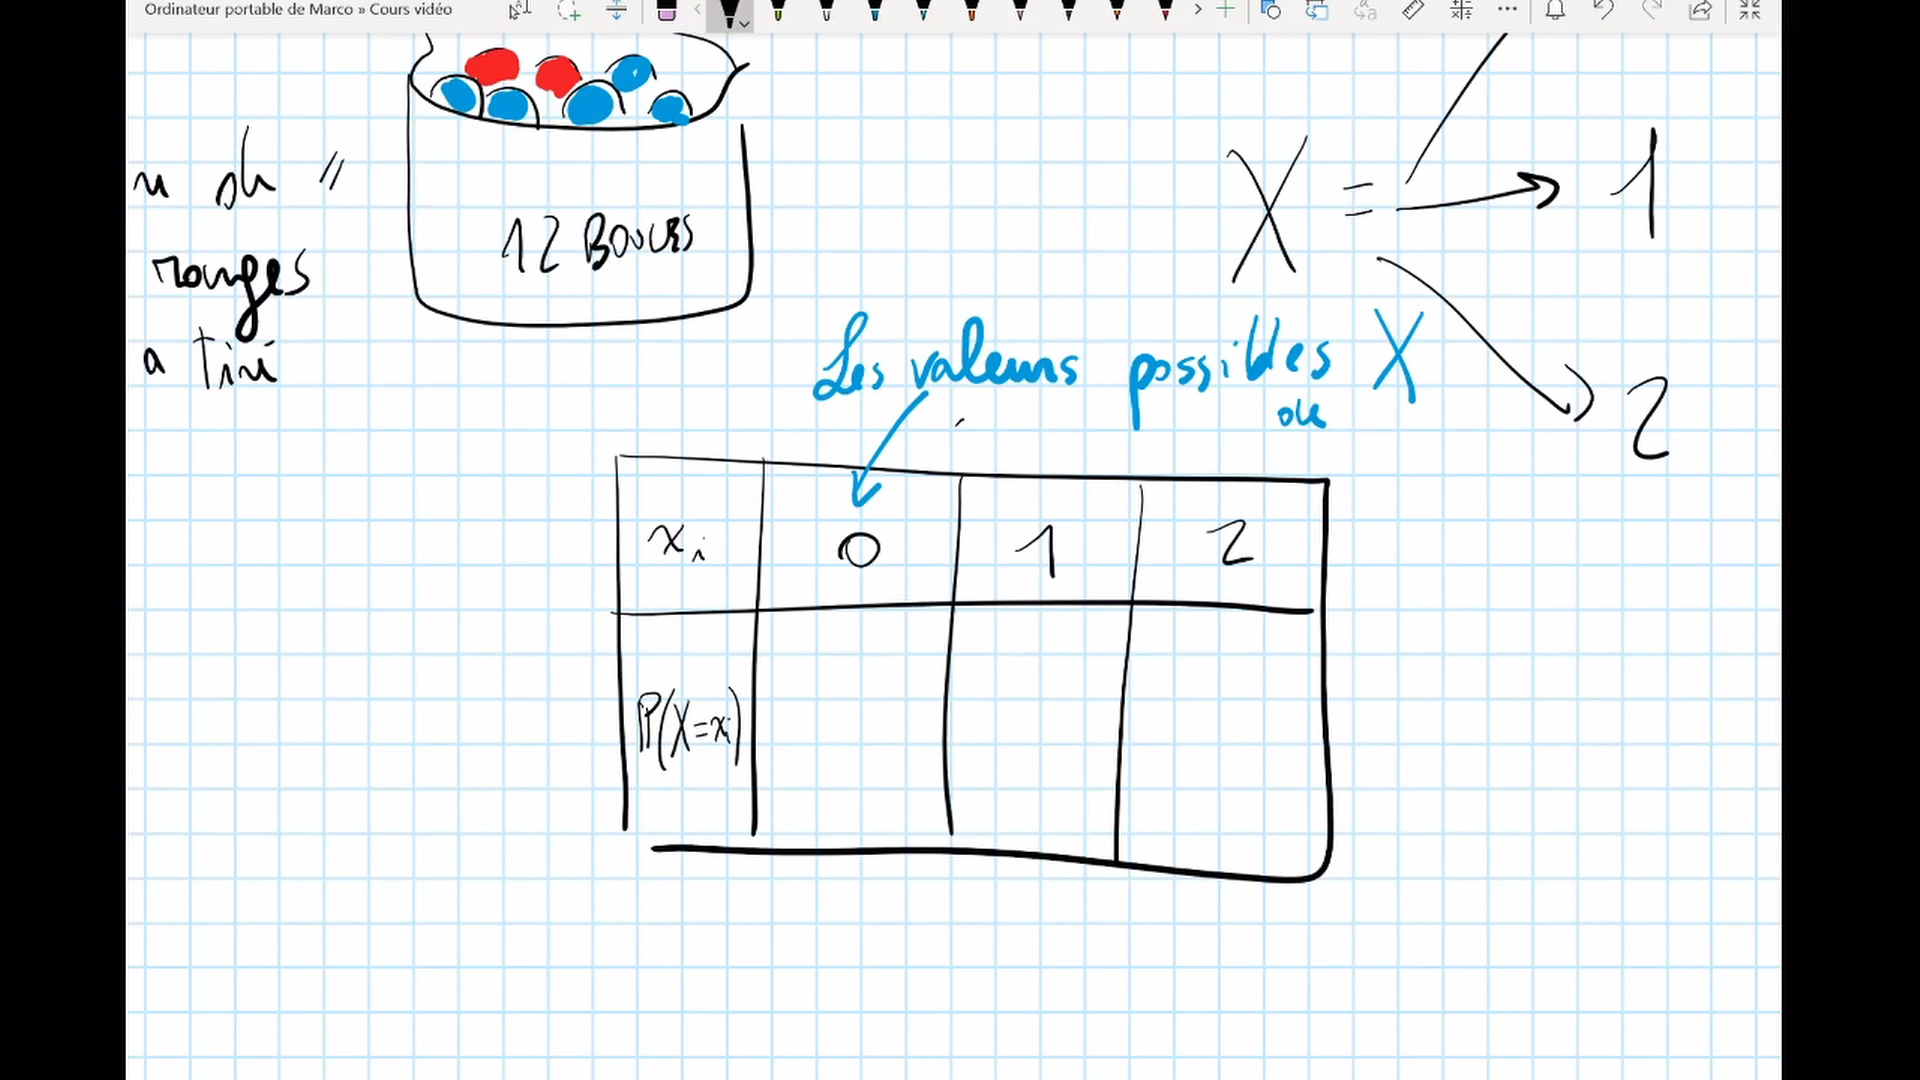 Ordinateur portable de Marco » Cours vidéo
de "
rouges
a tiré
12 BOULES
X =
1
2
Les valeurs possibles de X
xi 0 1 2
P(X=xi)